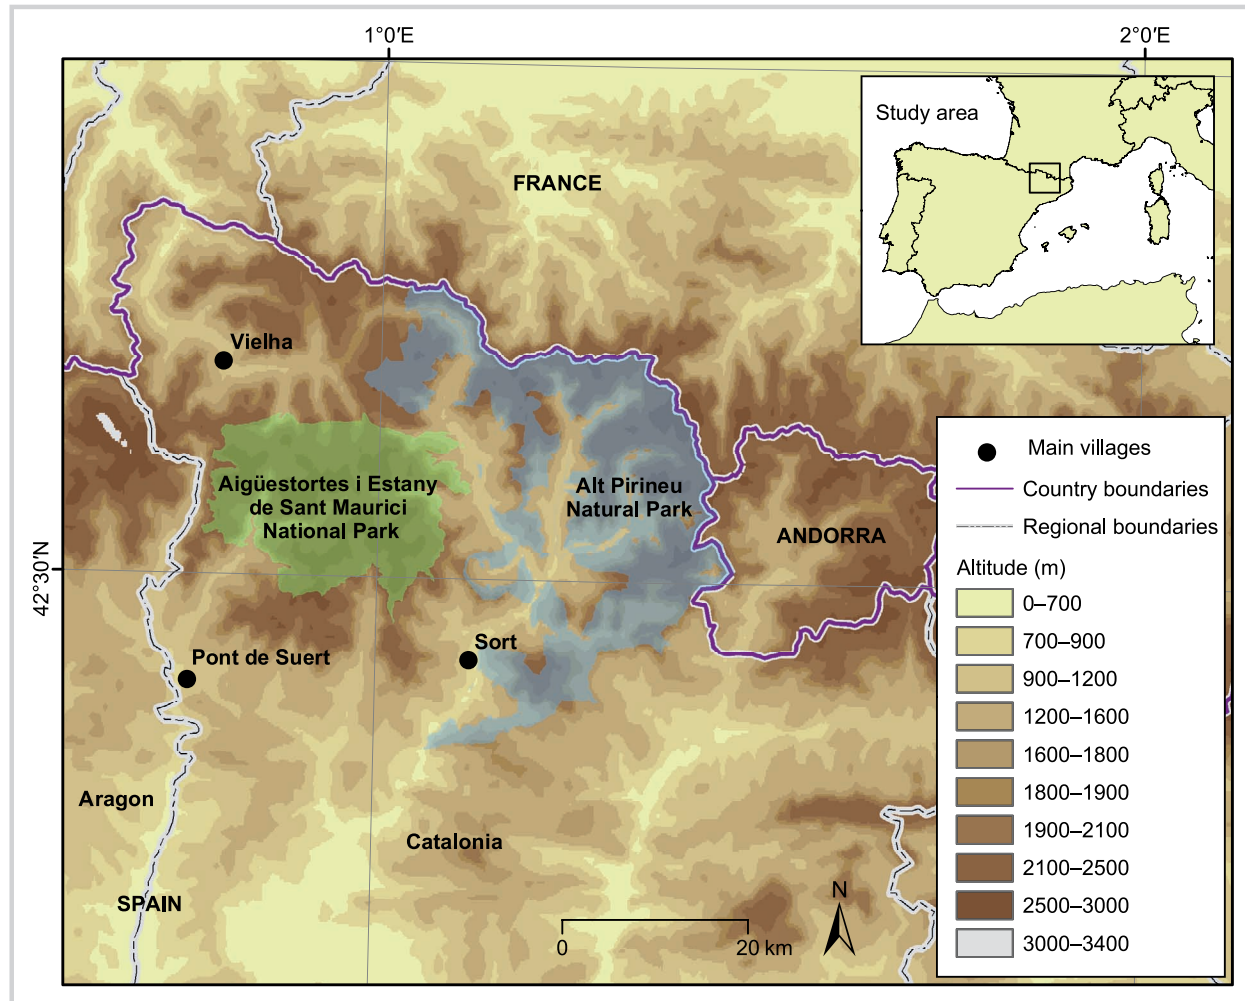 1°0′E
2°0′E
Study area
FRANCE
Vielha
Aigüestortes i Estany
de Sant Maurici
National Park
Alt Pirineu
Natural Park
ANDORRA
42°30′N
Sort
Pont de Suert
Aragon
Catalonia
SPAIN
N
0
20 km
Main villages
Country boundaries
Regional boundaries
Altitude (m)
0–700
700–900
900–1200
1200–1600
1600–1800
1800–1900
1900–2100
2100–2500
2500–3000
3000–3400